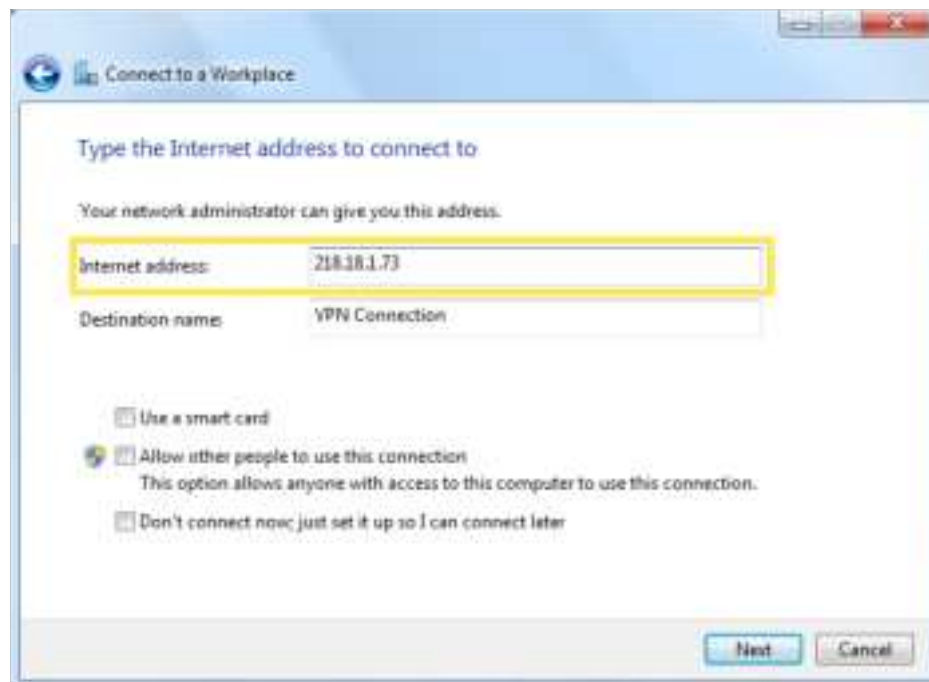 Connect to a Workplace
Type the Internet address to connect to
Your network administrator can give you this address.
Internet address: 218.18.1.73
Destination name: VPN Connection
Use a smart card
Allow other people to use this connection
This option allows anyone with access to this computer to use this connection.
Don't connect now; just set it up so I can connect later
Next Cancel